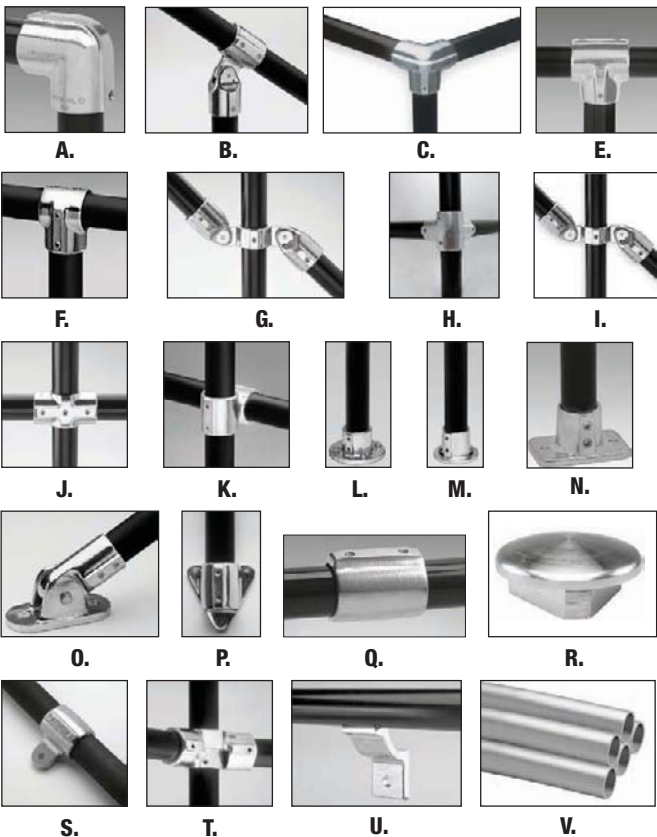 A. B. C. E.
F. G. H. I.
J. K. L. M. N.
O. P. Q. R.
S. T. U. V.